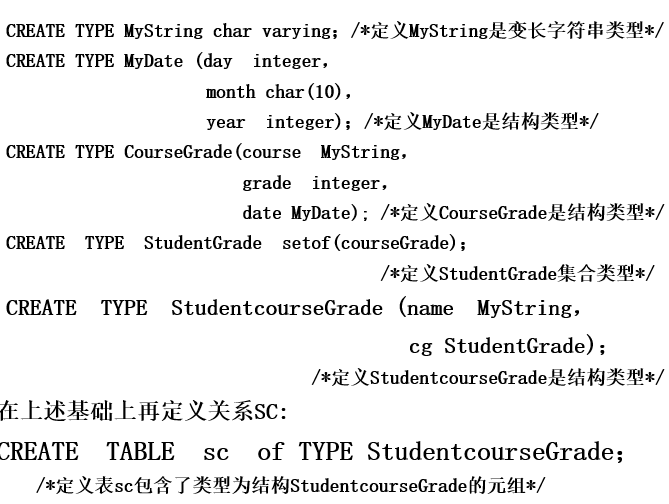 CREATE TYPE MyString char varying; /*定义MyString是变长字符串类型*/
CREATE TYPE MyDate (day integer,
month char(10),
year integer); /*定义MyDate是结构类型*/
CREATE TYPE CourseGrade(course MyString,
grade integer,
date MyDate); /*定义CourseGrade是结构类型*/
CREATE TYPE StudentGrade setof(courseGrade);
/*定义StudentGrade集合类型*/
CREATE TYPE StudentcourseGrade (name MyString,
cg StudentGrade);
/*定义StudentcourseGrade是结构类型*/
在上述基础上再定义关系SC:
CREATE TABLE sc of TYPE StudentcourseGrade;
/*定义表sc包含了类型为结构StudentcourseGrade的元组*/